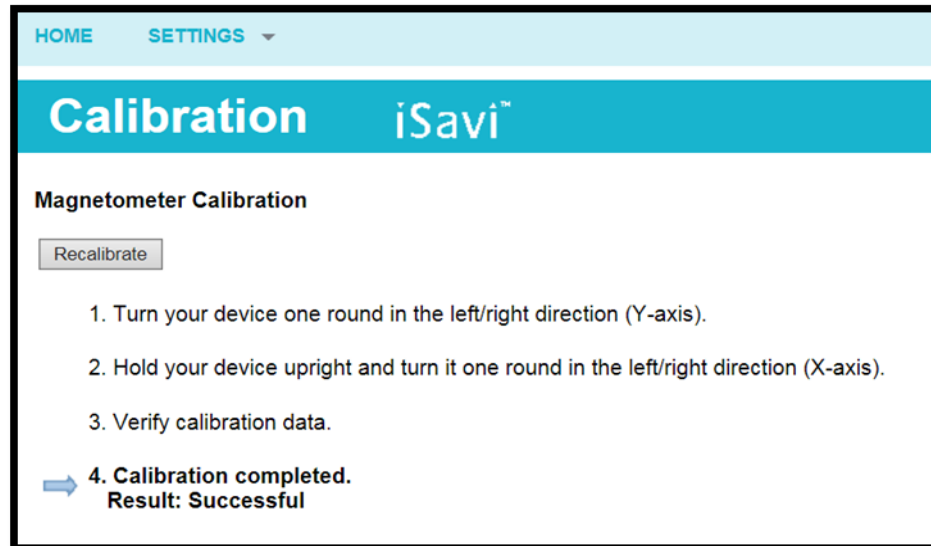 HOME SETTINGS
Calibration iSavi™
Magnetometer Calibration
Recalibrate
1. Turn your device one round in the left/right direction (Y-axis).
2. Hold your device upright and turn it one round in the left/right direction (X-axis).
3. Verify calibration data.
4. Calibration completed.
Result: Successful